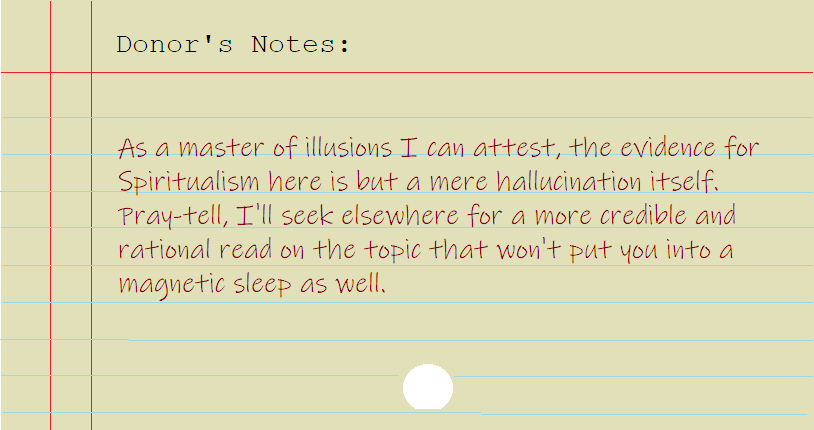 Donor's Notes:
As a master of illusions I can attest, the evidence for
Spiritualism here is but a mere hallucination itself.
Pray-tell, I'll seek elsewhere for a more credible and
rational read on the topic that won't put you into a
magnetic sleep as well.